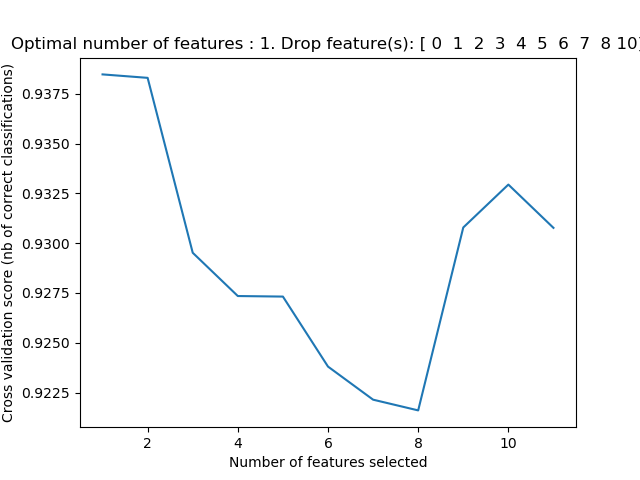 Optimal number of features : 1. Drop feature(s): [ 0 1 2 3 4 5 6 7 8 10]
Cross validation score (nb of correct classifications)
0.9375
0.9350
0.9325
0.9300
0.9275
0.9250
0.9225
2 4 6 8 10
Number of features selected